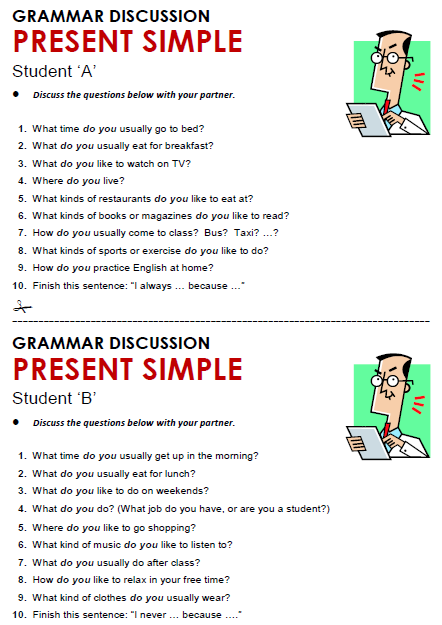 GRAMMAR DISCUSSION
PRESENT SIMPLE
Student ‘A’
● Discuss the questions below with your partner.
1. What time do you usually go to bed?
2. What do you usually eat for breakfast?
3. What do you like to watch on TV?
4. Where do you live?
5. What kinds of restaurants do you like to eat at?
6. What kinds of books or magazines do you like to read?
7. How do you usually come to class? Bus? Taxi? …?
8. What kinds of sports or exercise do you like to do?
9. How do you practice English at home?
10. Finish this sentence: “I always … because …”
GRAMMAR DISCUSSION
PRESENT SIMPLE
Student ‘B’
● Discuss the questions below with your partner.
1. What time do you usually get up in the morning?
2. What do you usually eat for lunch?
3. What do you like to do on weekends?
4. What do you do? (What job do you have, or are you a student?)
5. Where do you like to go shopping?
6. What kind of music do you like to listen to?
7. What do you usually do after class?
8. How do you like to relax in your free time?
9. What kind of clothes do you usually wear?
10. Finish this sentence: “I never … because ….”